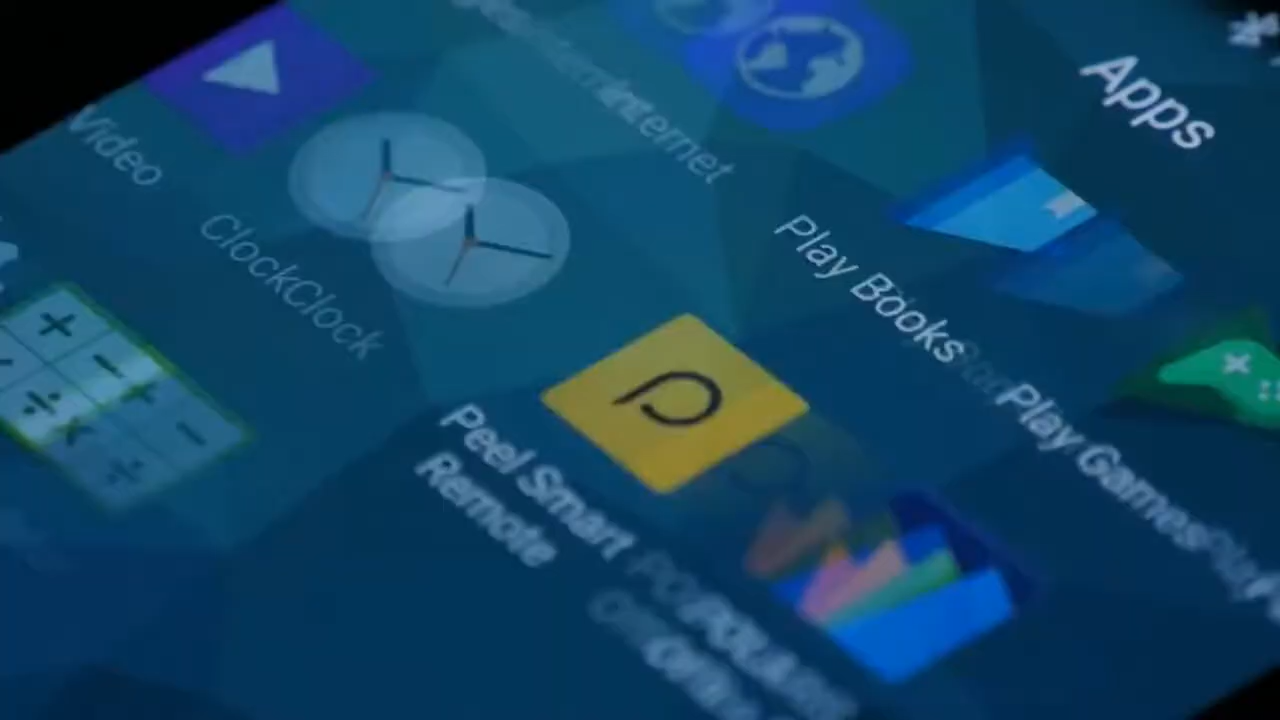 Apps
Internet
Video
Play Books
ClockClock
Play Games
Peel Smart
Remote